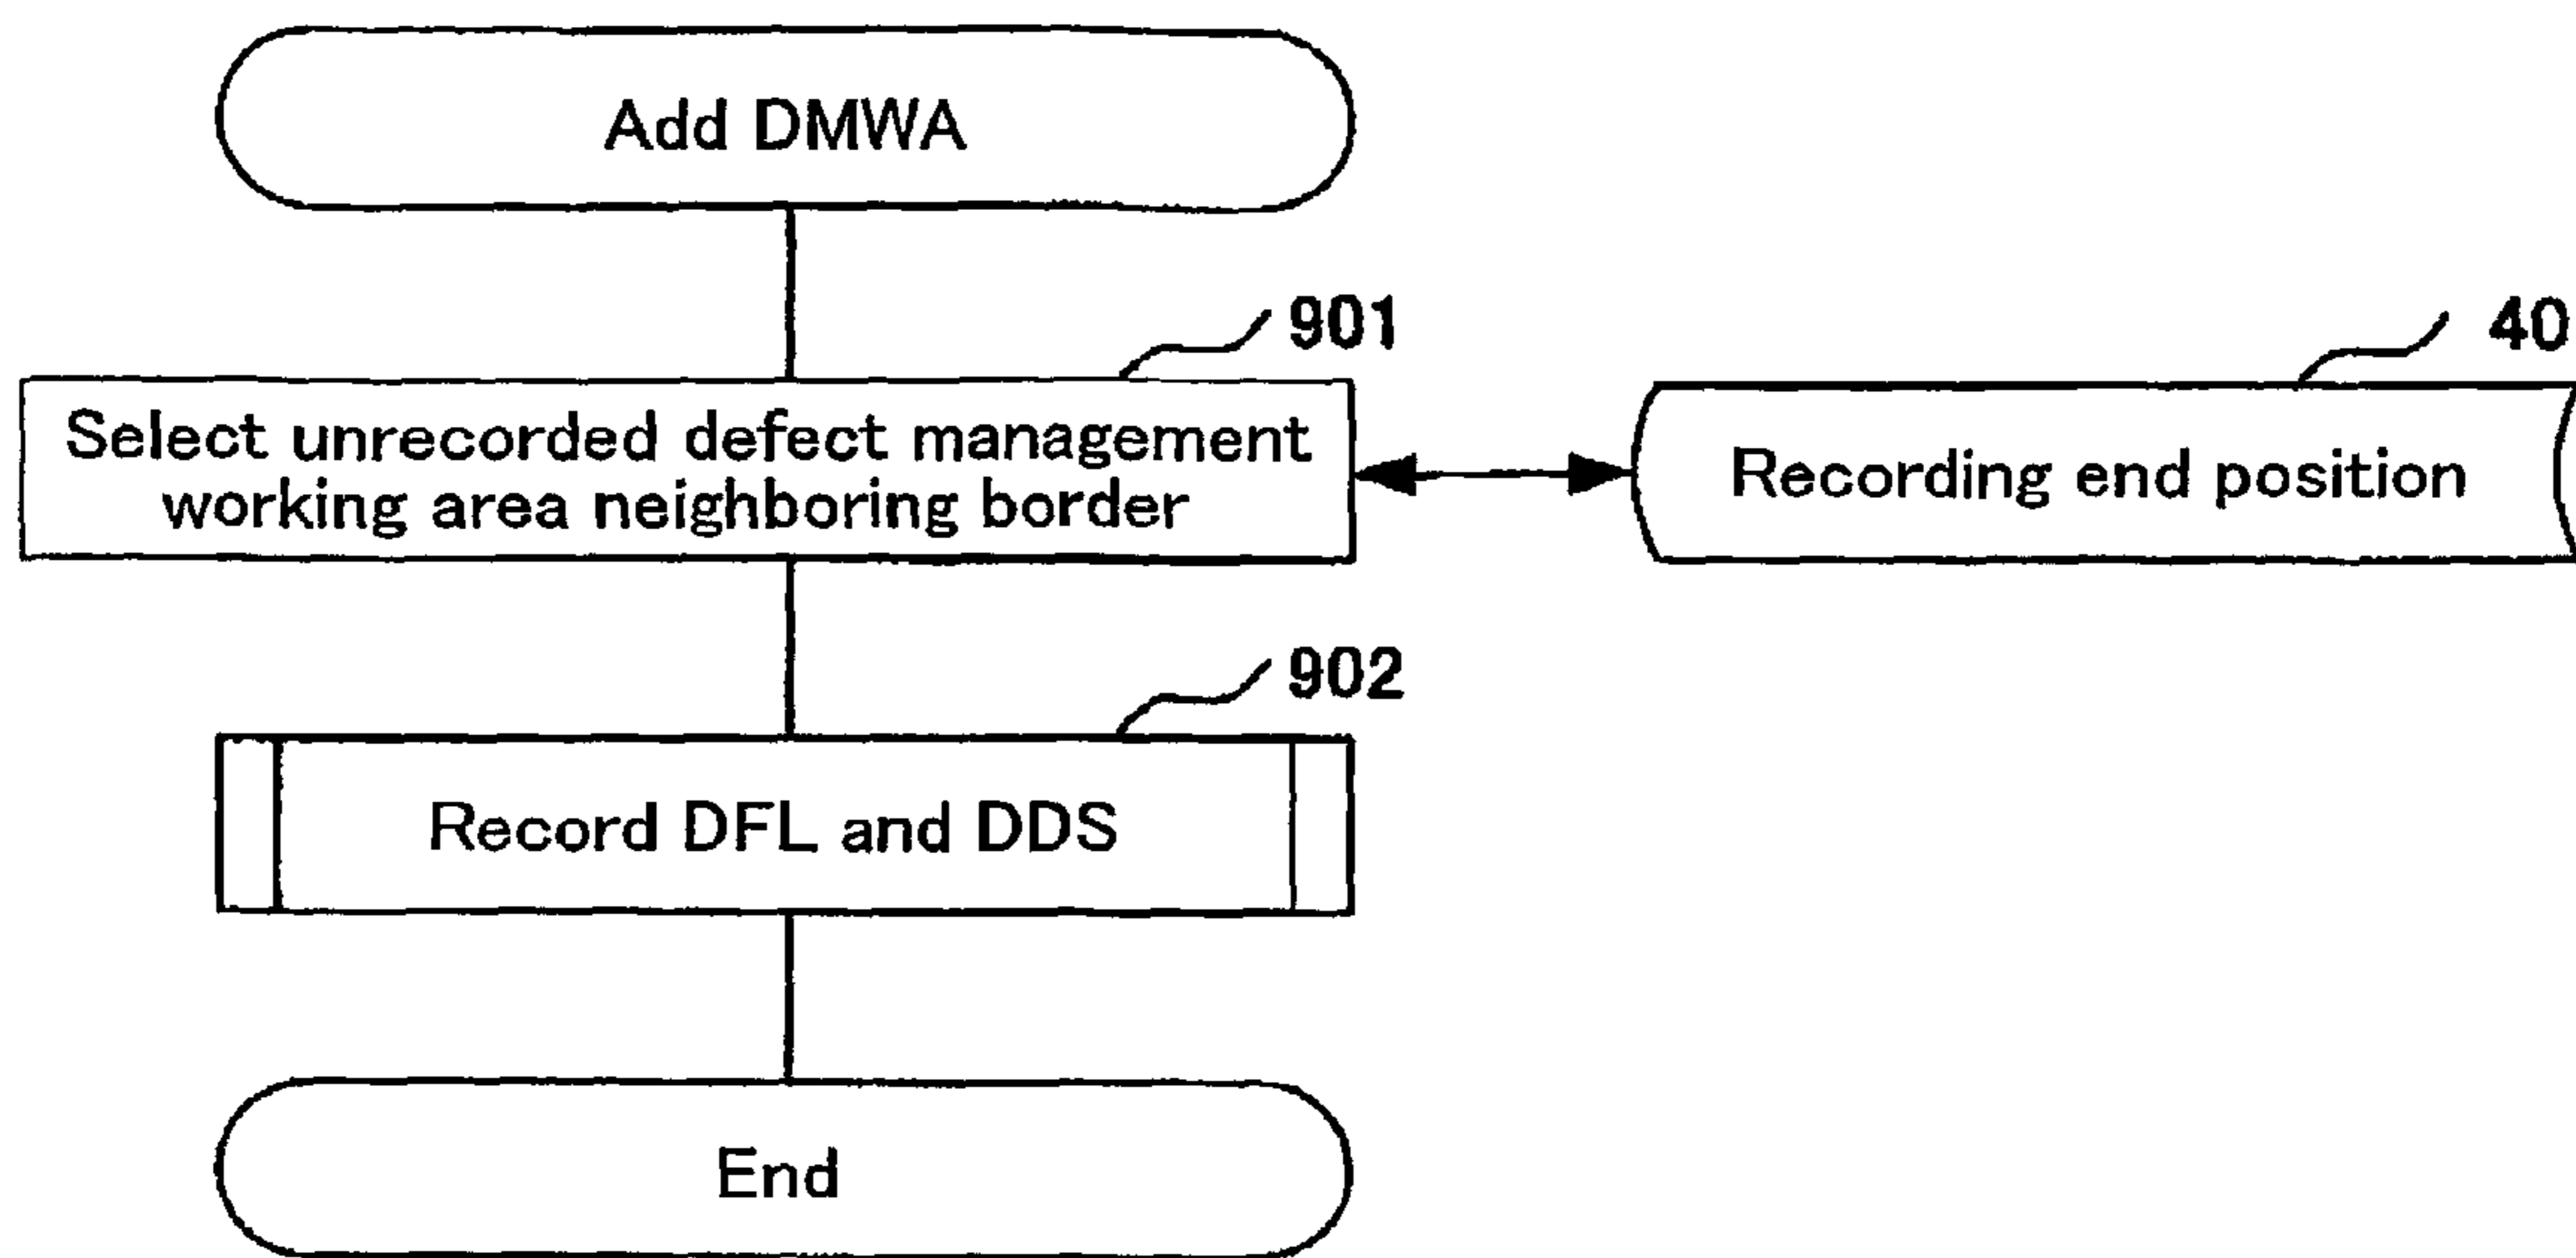 Add DMWA
901
40
Select unrecorded defect management
working area neighboring border
Recording end position
902
Record DFL and DDS
End